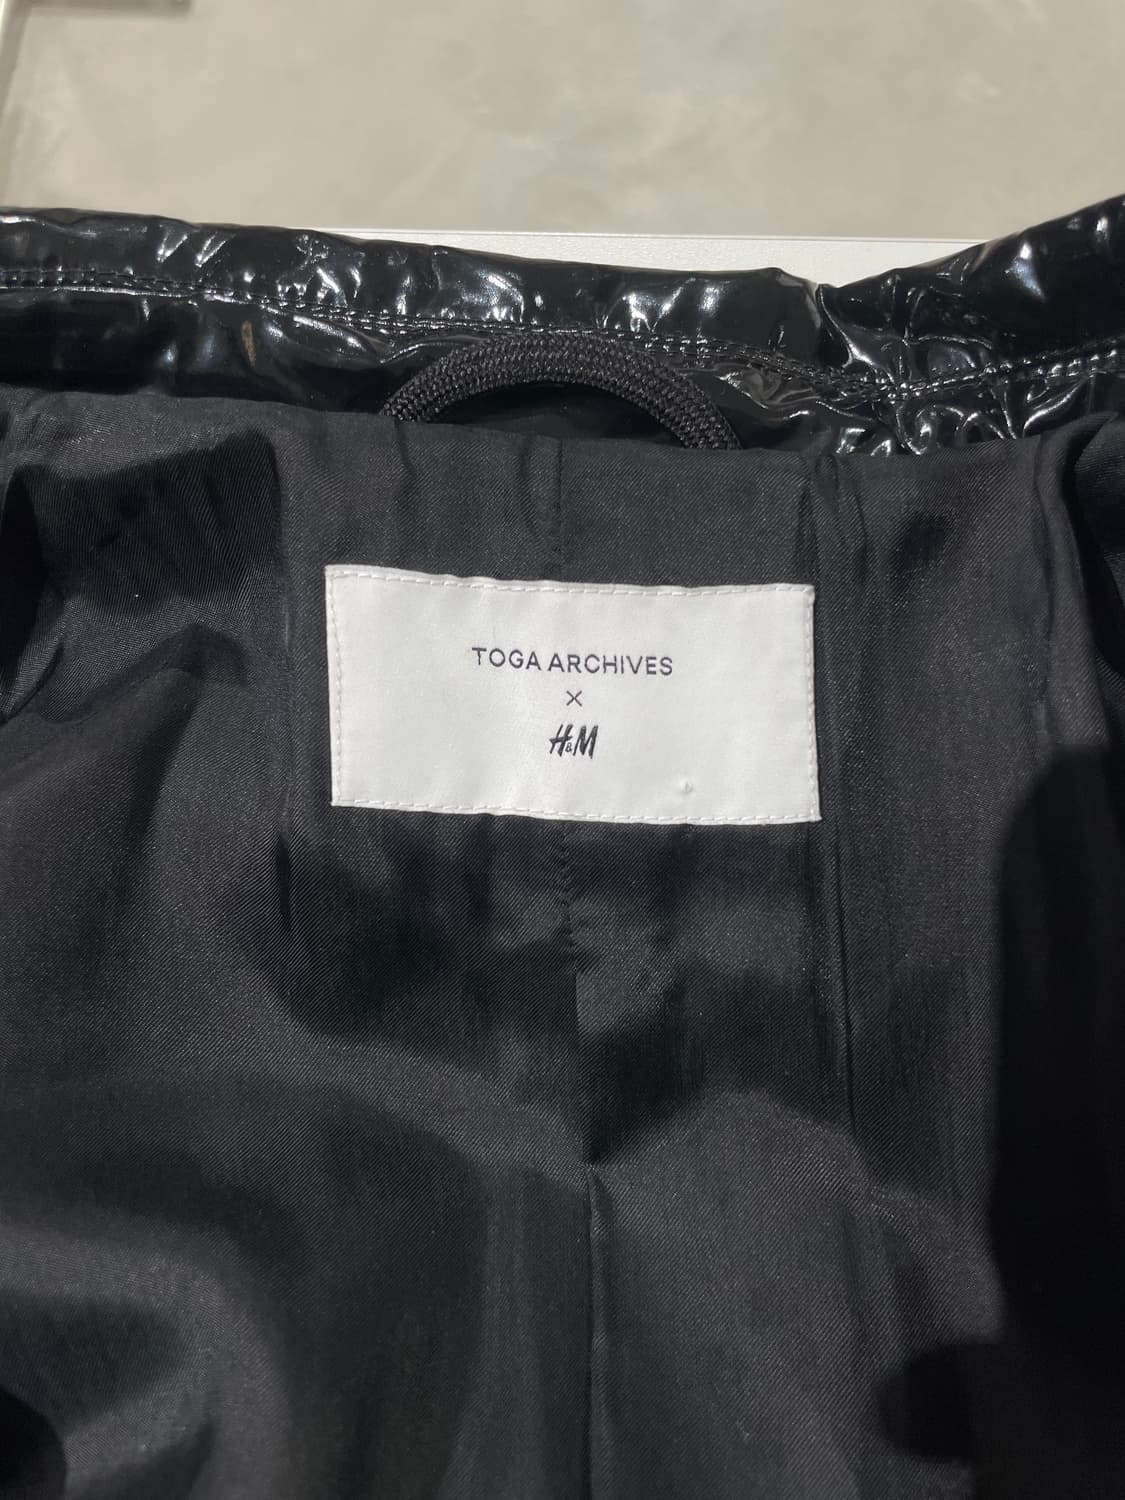 TOGA ARCHIVES
×
H&M